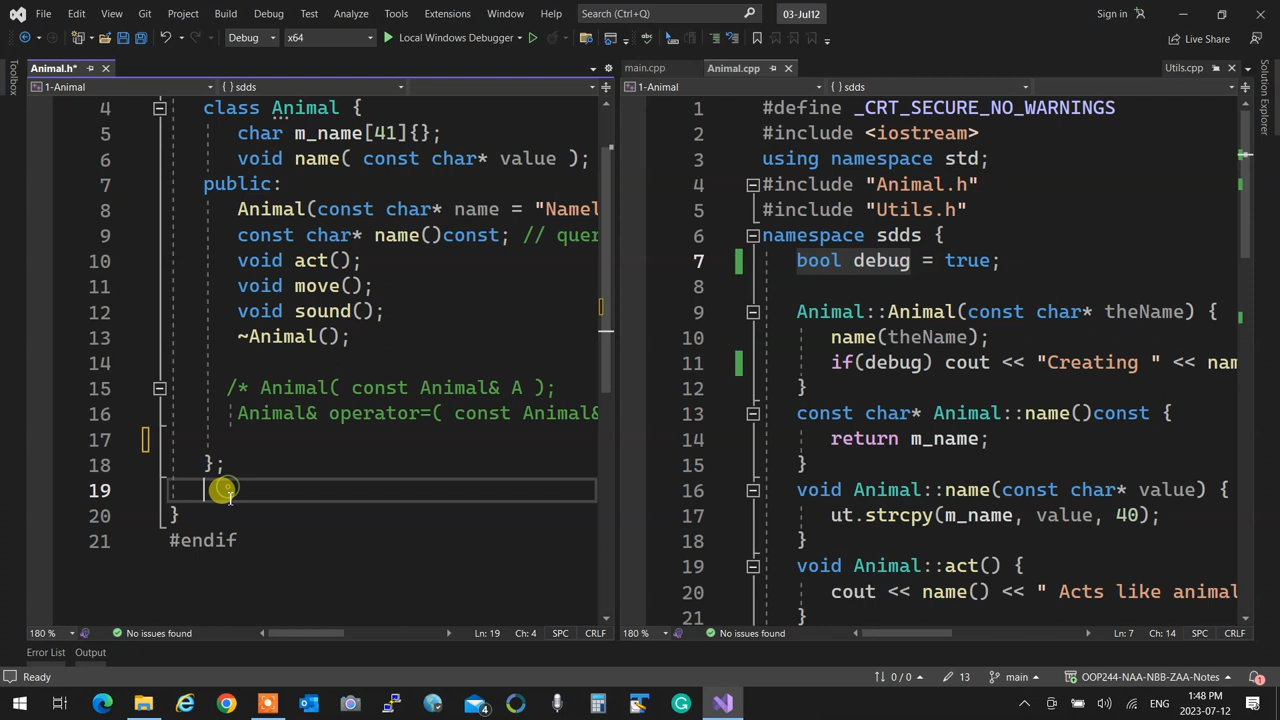 File Edit View Git Project Build Debug Test Analyze Tools Extensions Window Help Search (Ctrl+Q) 03-Jul12 Sign in
Debug x64 Local Windows Debugger Live Share
Toolbox
Animal.h*
1-Animal {} sdds
4 class Animal {
5 char m_name[41]{};
6 void name( const char* value );
7 public:
8 Animal(const char* name = "Namel
9 const char* name()const; // quer
10 void act();
11 void move();
12 void sound();
13 ~Animal();
14
15 /* Animal( const Animal& A );
16 Animal& operator=( const Animal&
17
18 };
19
20 }
21 #endif
180 % No issues found Ln: 19 Ch: 4 SPC CRLF
main.cpp Animal.cpp Utils.cpp
1-Animal {} sdds
1 #define _CRT_SECURE_NO_WARNINGS
2 #include <iostream>
3 using namespace std;
4 #include "Animal.h"
5 #include "Utils.h"
6 namespace sdds {
7 bool debug = true;
8
9 Animal::Animal(const char* theName) {
10 name(theName);
11 if(debug) cout << "Creating " << nam
12 }
13 const char* Animal::name()const {
14 return m_name;
15 }
16 void Animal::name(const char* value) {
17 ut.strcpy(m_name, value, 40);
18 }
19 void Animal::act() {
20 cout << name() << " Acts like animal
21 }
180 % No issues found Ln: 7 Ch: 14 SPC CRLF
Solution Explorer
Error List Output
Ready 0 / 0 13 main OOP244-NAA-NBB-ZAA-Notes 1
4 ENG 1:48 PM
2023-07-12